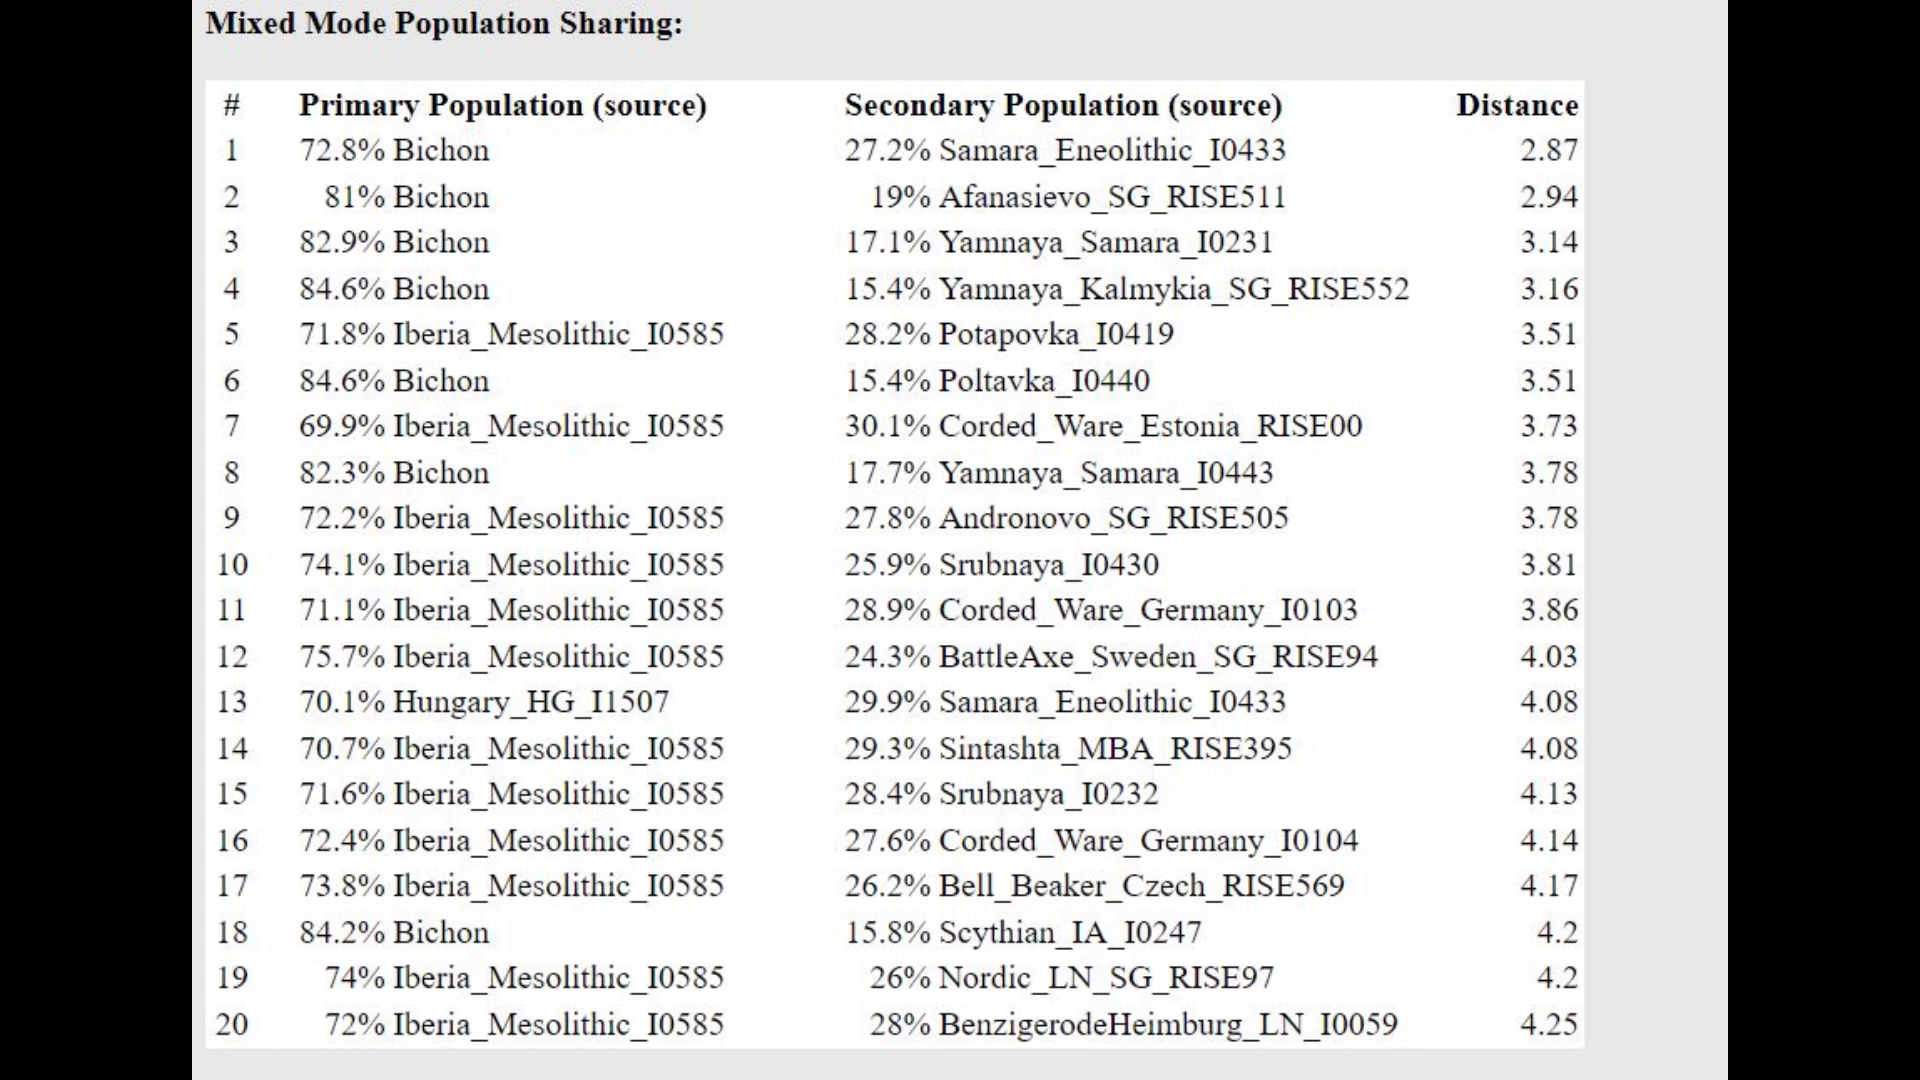 Mixed Mode Population Sharing:
# Primary Population (source) Secondary Population (source) Distance
1 72.8% Bichon 27.2% Samara_Eneolithic_I0433 2.87
2 81% Bichon 19% Afanasievo_SG_RISE511 2.94
3 82.9% Bichon 17.1% Yamnaya_Samara_I0231 3.14
4 84.6% Bichon 15.4% Yamnaya_Kalmykia_SG_RISE552 3.16
5 71.8% Iberia_Mesolithic_I0585 28.2% Potapovka_I0419 3.51
6 84.6% Bichon 15.4% Poltavka_I0440 3.51
7 69.9% Iberia_Mesolithic_I0585 30.1% Corded_Ware_Estonia_RISE00 3.73
8 82.3% Bichon 17.7% Yamnaya_Samara_I0443 3.78
9 72.2% Iberia_Mesolithic_I0585 27.8% Andronovo_SG_RISE505 3.78
10 74.1% Iberia_Mesolithic_I0585 25.9% Srubnaya_I0430 3.81
11 71.1% Iberia_Mesolithic_I0585 28.9% Corded_Ware_Germany_I0103 3.86
12 75.7% Iberia_Mesolithic_I0585 24.3% BattleAxe_Sweden_SG_RISE94 4.03
13 70.1% Hungary_HG_I1507 29.9% Samara_Eneolithic_I0433 4.08
14 70.7% Iberia_Mesolithic_I0585 29.3% Sintashta_MBA_RISE395 4.08
15 71.6% Iberia_Mesolithic_I0585 28.4% Srubnaya_I0232 4.13
16 72.4% Iberia_Mesolithic_I0585 27.6% Corded_Ware_Germany_I0104 4.14
17 73.8% Iberia_Mesolithic_I0585 26.2% Bell_Beaker_Czech_RISE569 4.17
18 84.2% Bichon 15.8% Scythian_IA_I0247 4.2
19 74% Iberia_Mesolithic_I0585 26% Nordic_LN_SG_RISE97 4.2
20 72% Iberia_Mesolithic_I0585 28% BenzigerodeHeimburg_LN_I0059 4.25